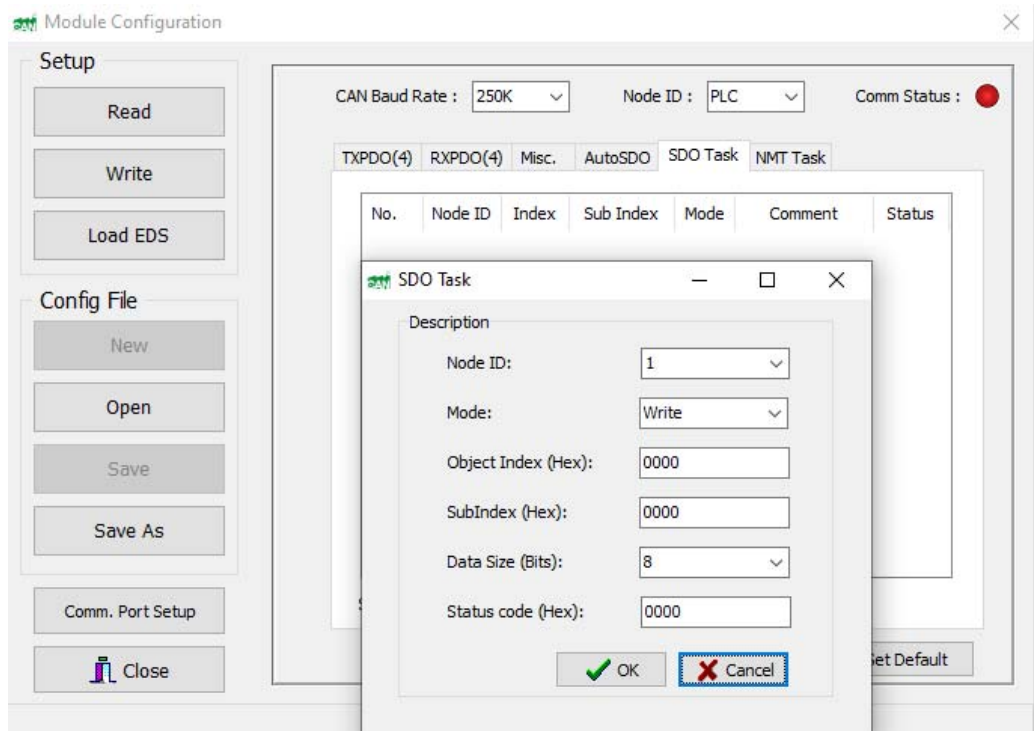 Module Configuration
Setup
Read
Write
Load EDS
Config File
New
Open
Save
Save As
Comm. Port Setup
Close
CAN Baud Rate : 250K Node ID : PLC Comm Status :
TXPDO(4) RXPDO(4) Misc. AutoSDO SDO Task NMT Task
No. Node ID Index Sub Index Mode Comment Status
SDO Task
Description
Node ID: 1
Mode: Write
Object Index (Hex): 0000
SubIndex (Hex): 0000
Data Size (Bits): 8
Status code (Hex): 0000
OK Cancel
Default